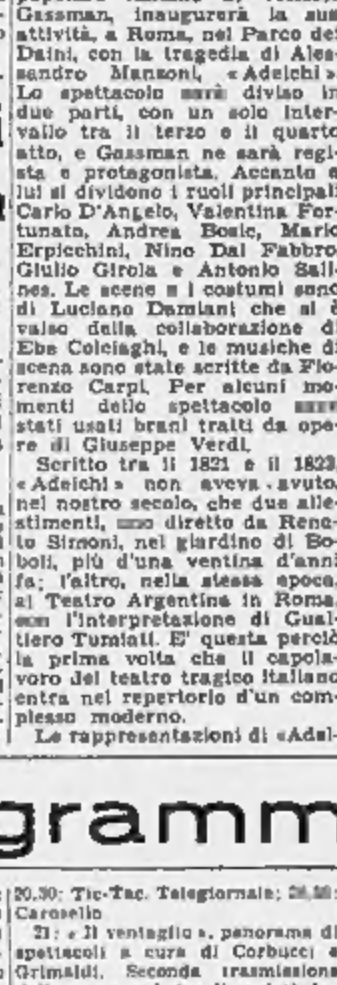 Gassman, inaugurerà la sua
attività, a Roma, nel Parco dei
Daini, con la tragedia di Ales-
sandro Manzoni, «Adelchi»
Lo spettacolo sarà diviso in
due parti, con un solo inter-
vallo tra il terzo e il quarto
atto, e Gassman ne sarà regi-
sta e protagonista. Accanto a
lui si dividono i ruoli principali
Carlo D'Angelo, Valentina For-
tunato, Andrea Bosic, Mario
Erpicchini, Nino Dal Fabbro
Giulio Girola e Antonio Sali-
nes. Le scene e i costumi sono
di Luciano Damiani che si è
valso della collaborazione di
Ebe Colciaghi, e le musiche di
scena sono state scritte da Fio-
renzo Carpi. Per alcuni mo-
menti dello spettacolo
stati usati brani tratti da ope-
re di Giuseppe Verdi.
Scritto tra il 1821 e il 1822
«Adelchi» non aveva avuto,
nel nostro secolo, che due alle-
stimenti, uno diretto da Rena-
to Simoni, nel giardino di Bo-
boli, più d'una ventina d'anni
fa; l'altro, nella stessa epoca,
al Teatro Argentina in Roma,
con l'interpretazione di Gual-
tiero Tumiati. E' questa perciò
la prima volta che il capola-
voro del teatro tragico italiano
entra nel repertorio d'un com-
plesso moderno.
Le rappresentazioni di «Adel-
gramm
20.30: Tic-Tac. Telegiornale;
Carosello
21: «Il ventaglio», panorama di
spettacoli a cura di Corbucci e
Grimaldi. Seconda trasmissione